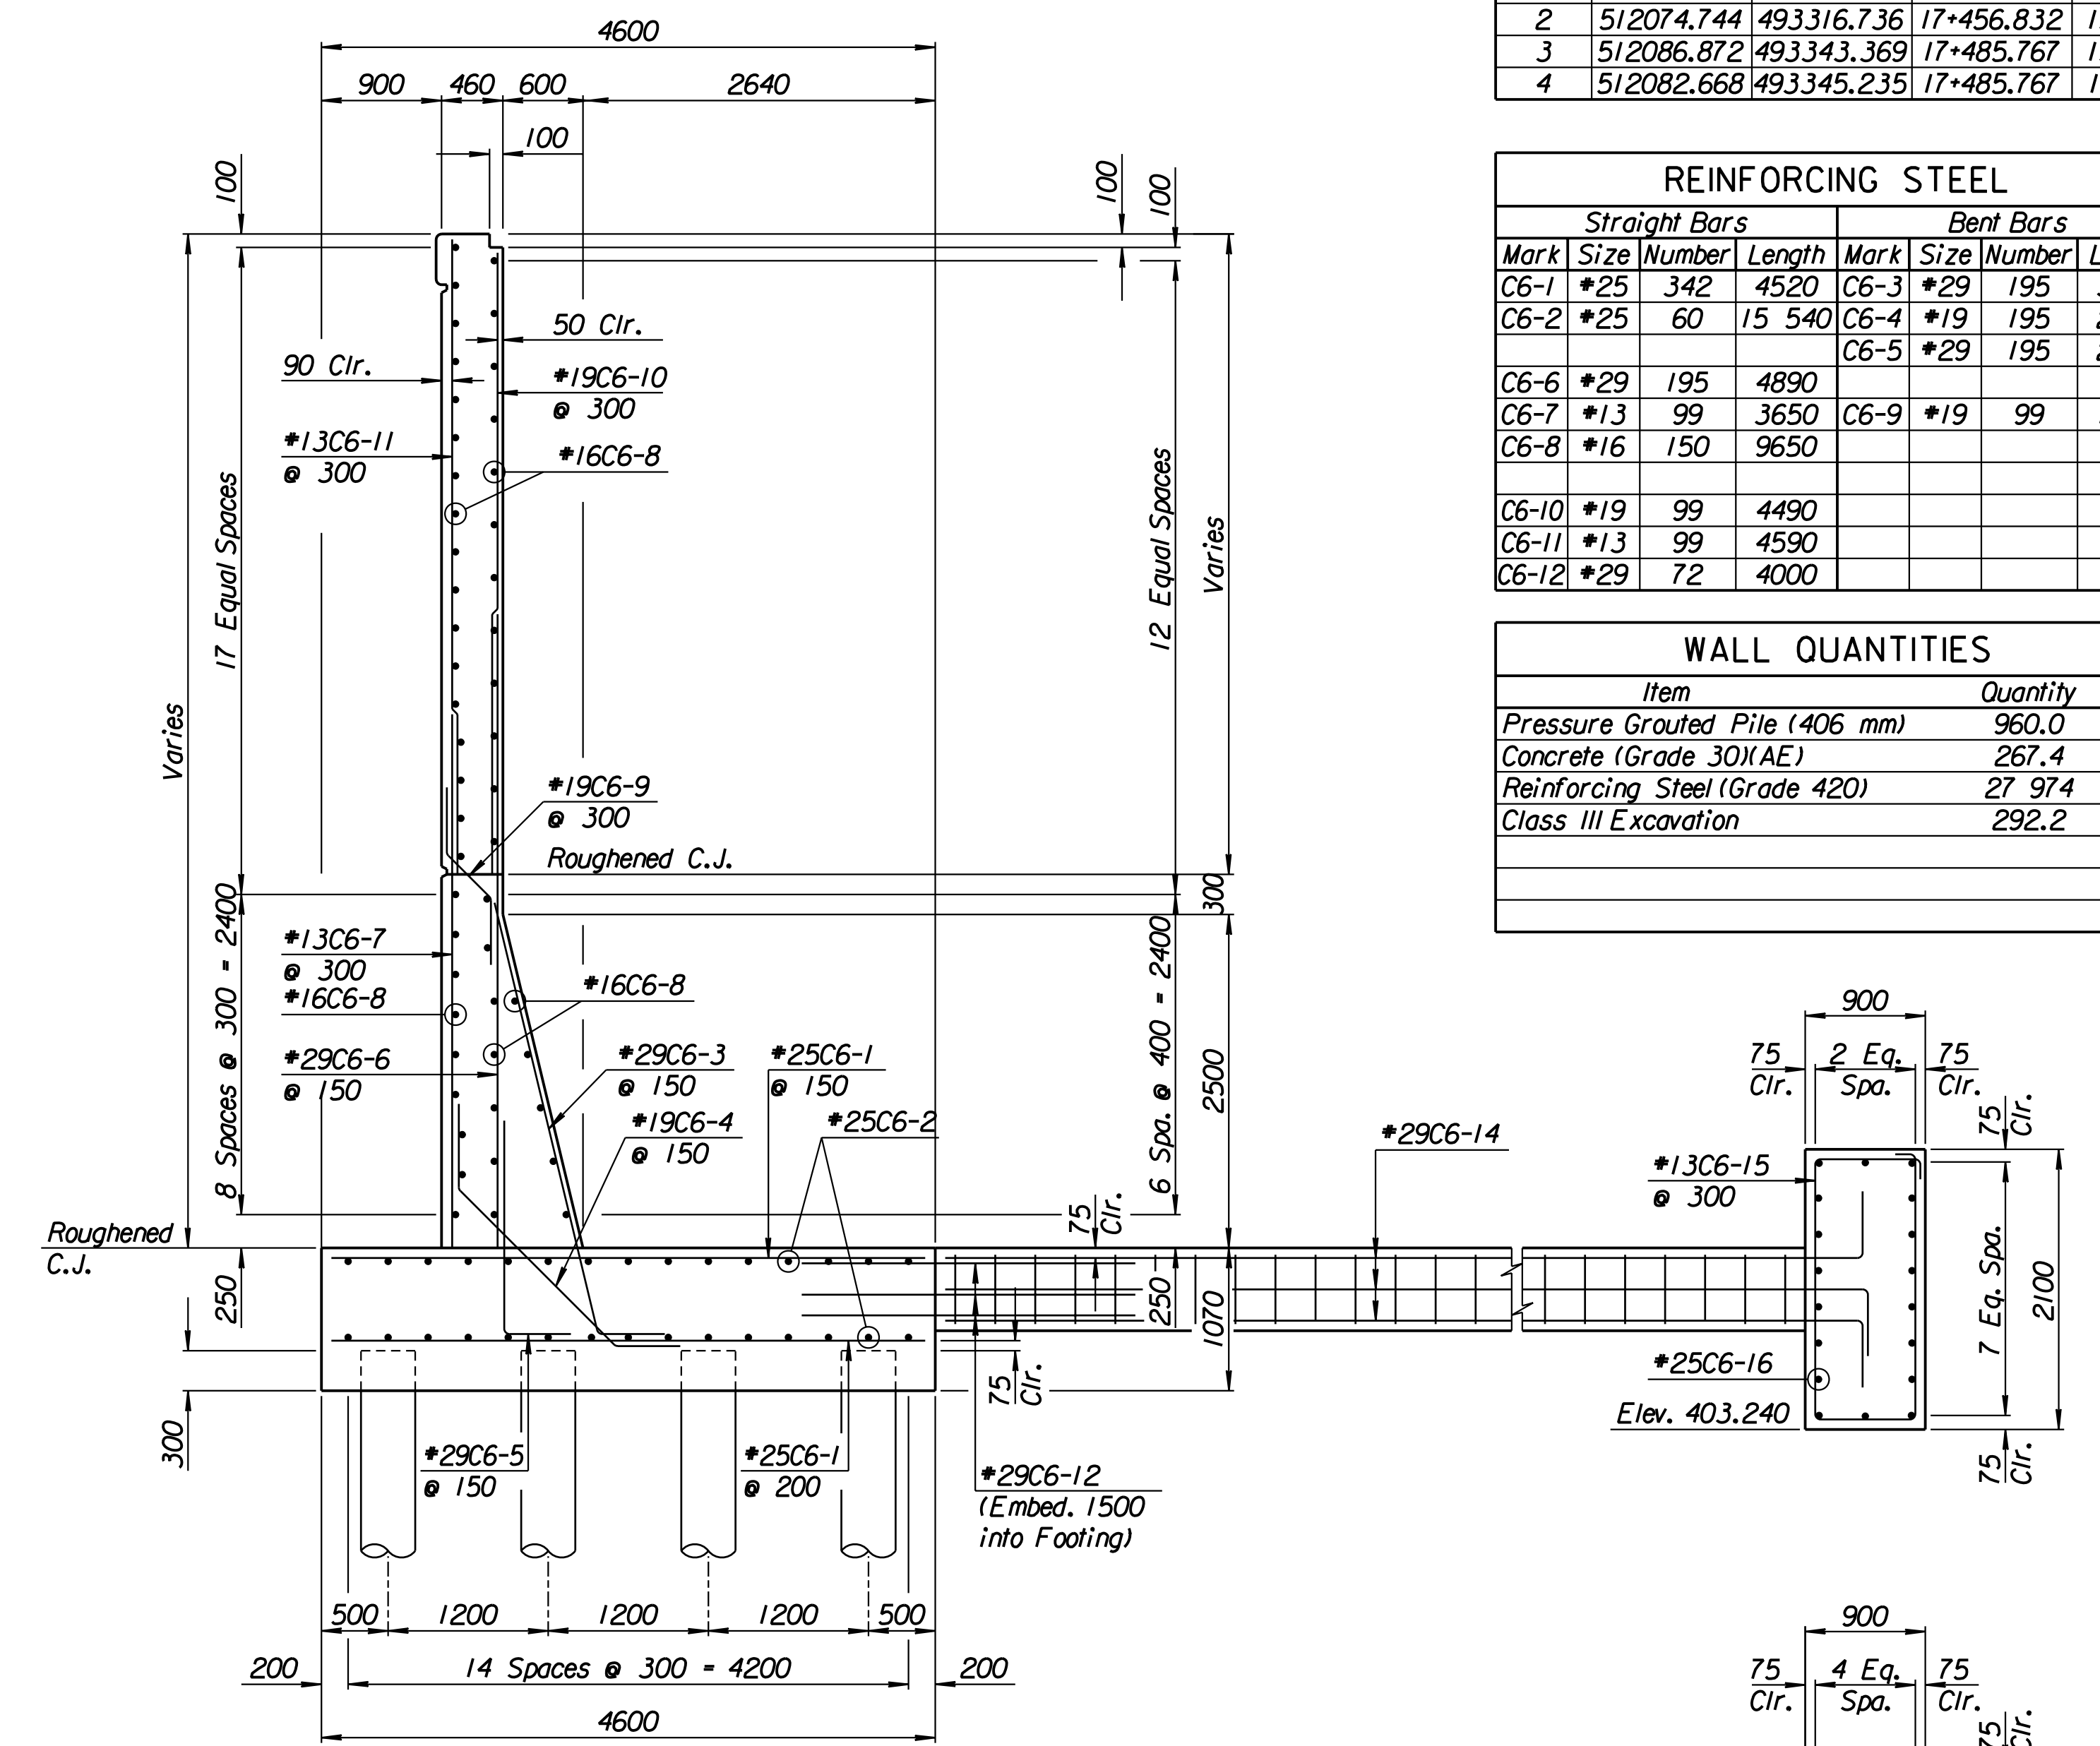 4600
900 460 600 2640
100
100
100
100
50 Clr.
90 Clr.
#19C6-10
@ 300
#13C6-11
@ 300
#16C6-8
17 Equal Spaces
12 Equal Spaces
Varies
Varies
#19C6-9
@ 300
Roughened C.J.
300
#13C6-7
@ 300
#16C6-8
#16C6-8
#29C6-6
@ 150
8 Spaces @ 300 = 2400
6 Spa. @ 400 = 2400
2500
#29C6-3
@ 150
#25C6-1
@ 150
#19C6-4
@ 150
#25C6-2
75
Clr.
Roughened
C.J.
250
250
1070
300
75
Clr.
#29C6-5
@ 150
#25C6-1
@ 200
#29C6-12
(Embed. 1500
into Footing)
500 1200 1200 1200 500
200 14 Spaces @ 300 = 4200 200
4600
#29C6-14
2 512074.744 493316.736 17+456.832
3 512086.872 493343.369 17+485.767
4 512082.668 493345.235 17+485.767
REINFORCING STEEL
Straight Bars Bent Bars
Mark Size Number Length Mark Size Number
C6-1 #25 342 4520 C6-3 #29 195
C6-2 #25 60 15 540 C6-4 #19 195
C6-5 #29 195
C6-6 #29 195 4890
C6-7 #13 99 3650 C6-9 #19 99
C6-8 #16 150 9650
C6-10 #19 99 4490
C6-11 #13 99 4590
C6-12 #29 72 4000
WALL QUANTITIES
Item Quantity
Pressure Grouted Pile (406 mm) 960.0
Concrete (Grade 30)(AE) 267.4
Reinforcing Steel (Grade 420) 27 974
Class III Excavation 292.2
900
75 2 Eq. 75
Clr. Spa. Clr.
75
Clr.
#13C6-15
@ 300
7 Eq. Spa.
2100
#25C6-16
Elev. 403.240
75
Clr.
900
75 4 Eq. 75
Clr. Spa. Clr.
75
Clr.